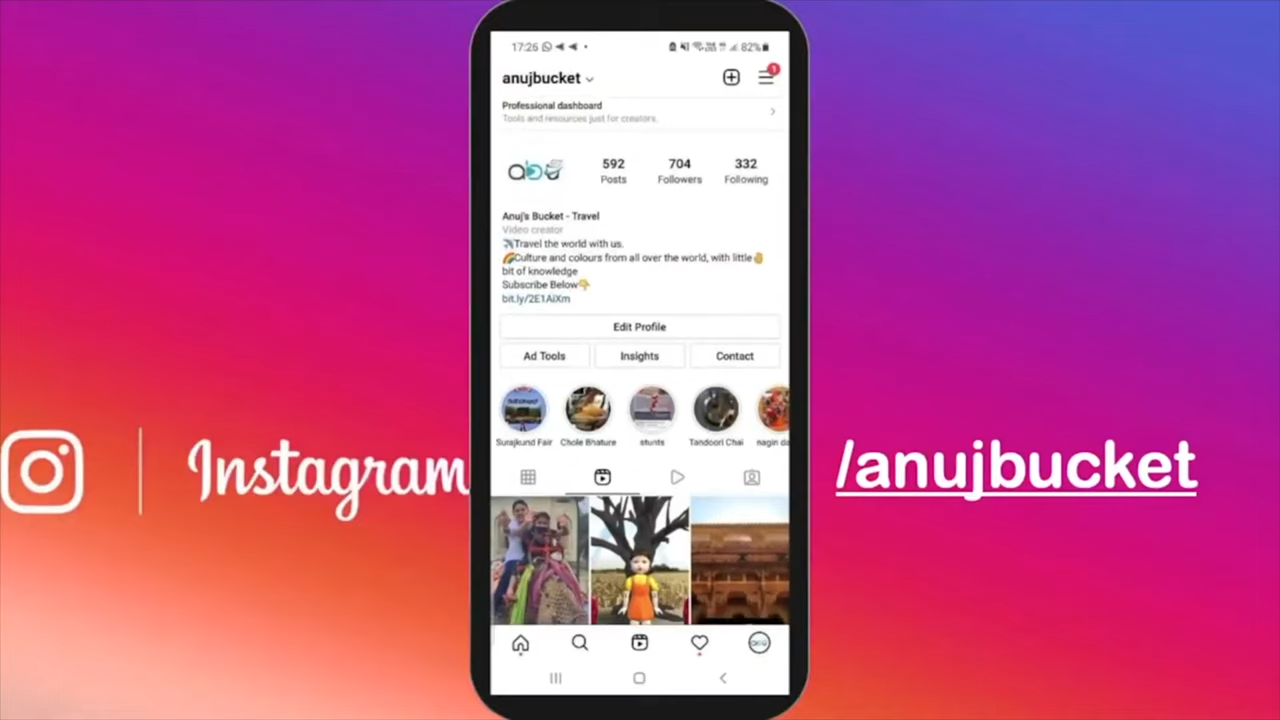 17:26
82%
anujbucket
1
Professional dashboard
Tools and resources just for creators.
592
704
332
Posts
Followers
Following
Anuj's Bucket - Travel
Video creator
✈️Travel the world with us.
🌈Culture and colours from all over the world, with little🤚
bit of knowledge
Subscribe Below👇
bit.ly/2E1AiXm
Edit Profile
Ad Tools
Insights
Contact
Surajkund Fair
Chole Bhature
stunts
Tandoori Chai
nagin da
Instagram
/anujbucket